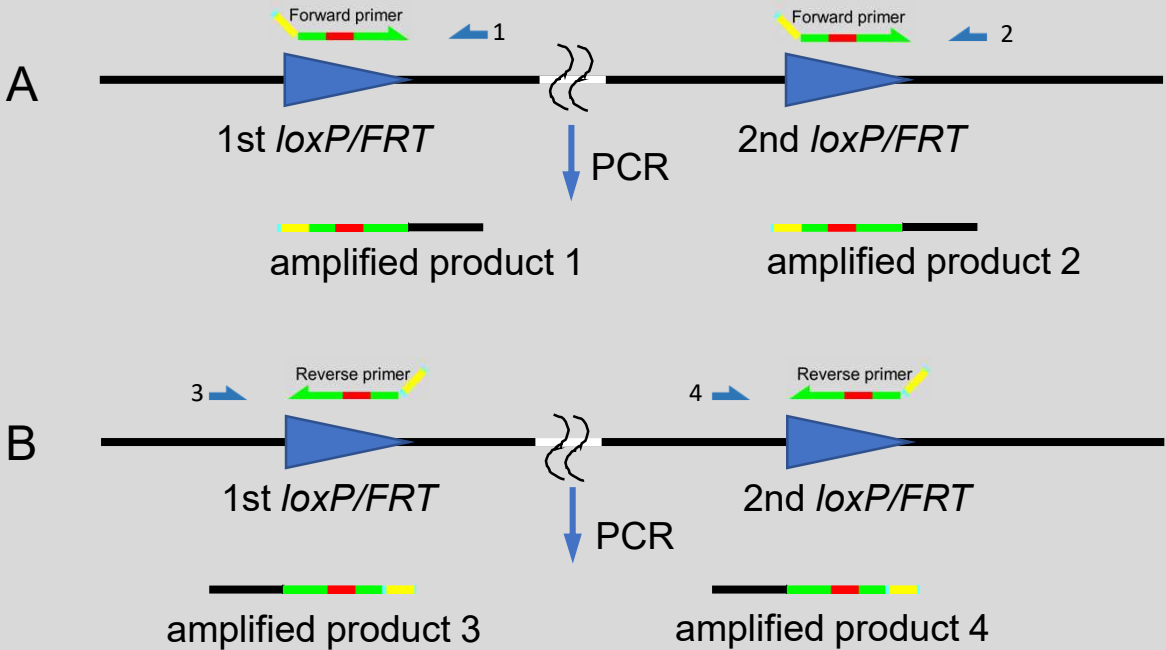 A
Forward primer
1
Forward primer
2
1st loxP/FRT
2nd loxP/FRT
PCR
amplified product 1
amplified product 2
B
3
Reverse primer
4
Reverse primer
1st loxP/FRT
2nd loxP/FRT
PCR
amplified product 3
amplified product 4